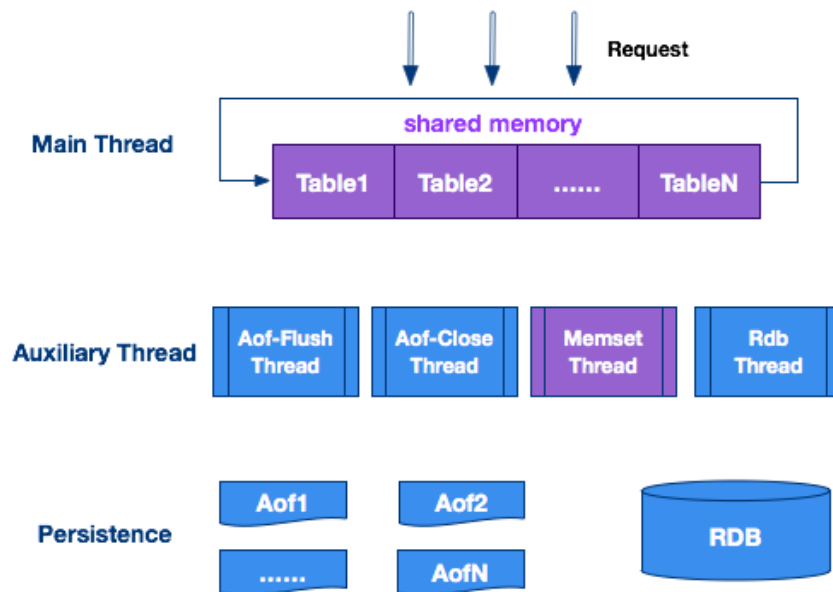 Request
shared memory
Main Thread
Table1 Table2 ...... TableN
Auxiliary Thread
Aof-Flush
Thread
Aof-Close
Thread
Memset
Thread
Rdb
Thread
Persistence
Aof1 Aof2
...... AofN
RDB